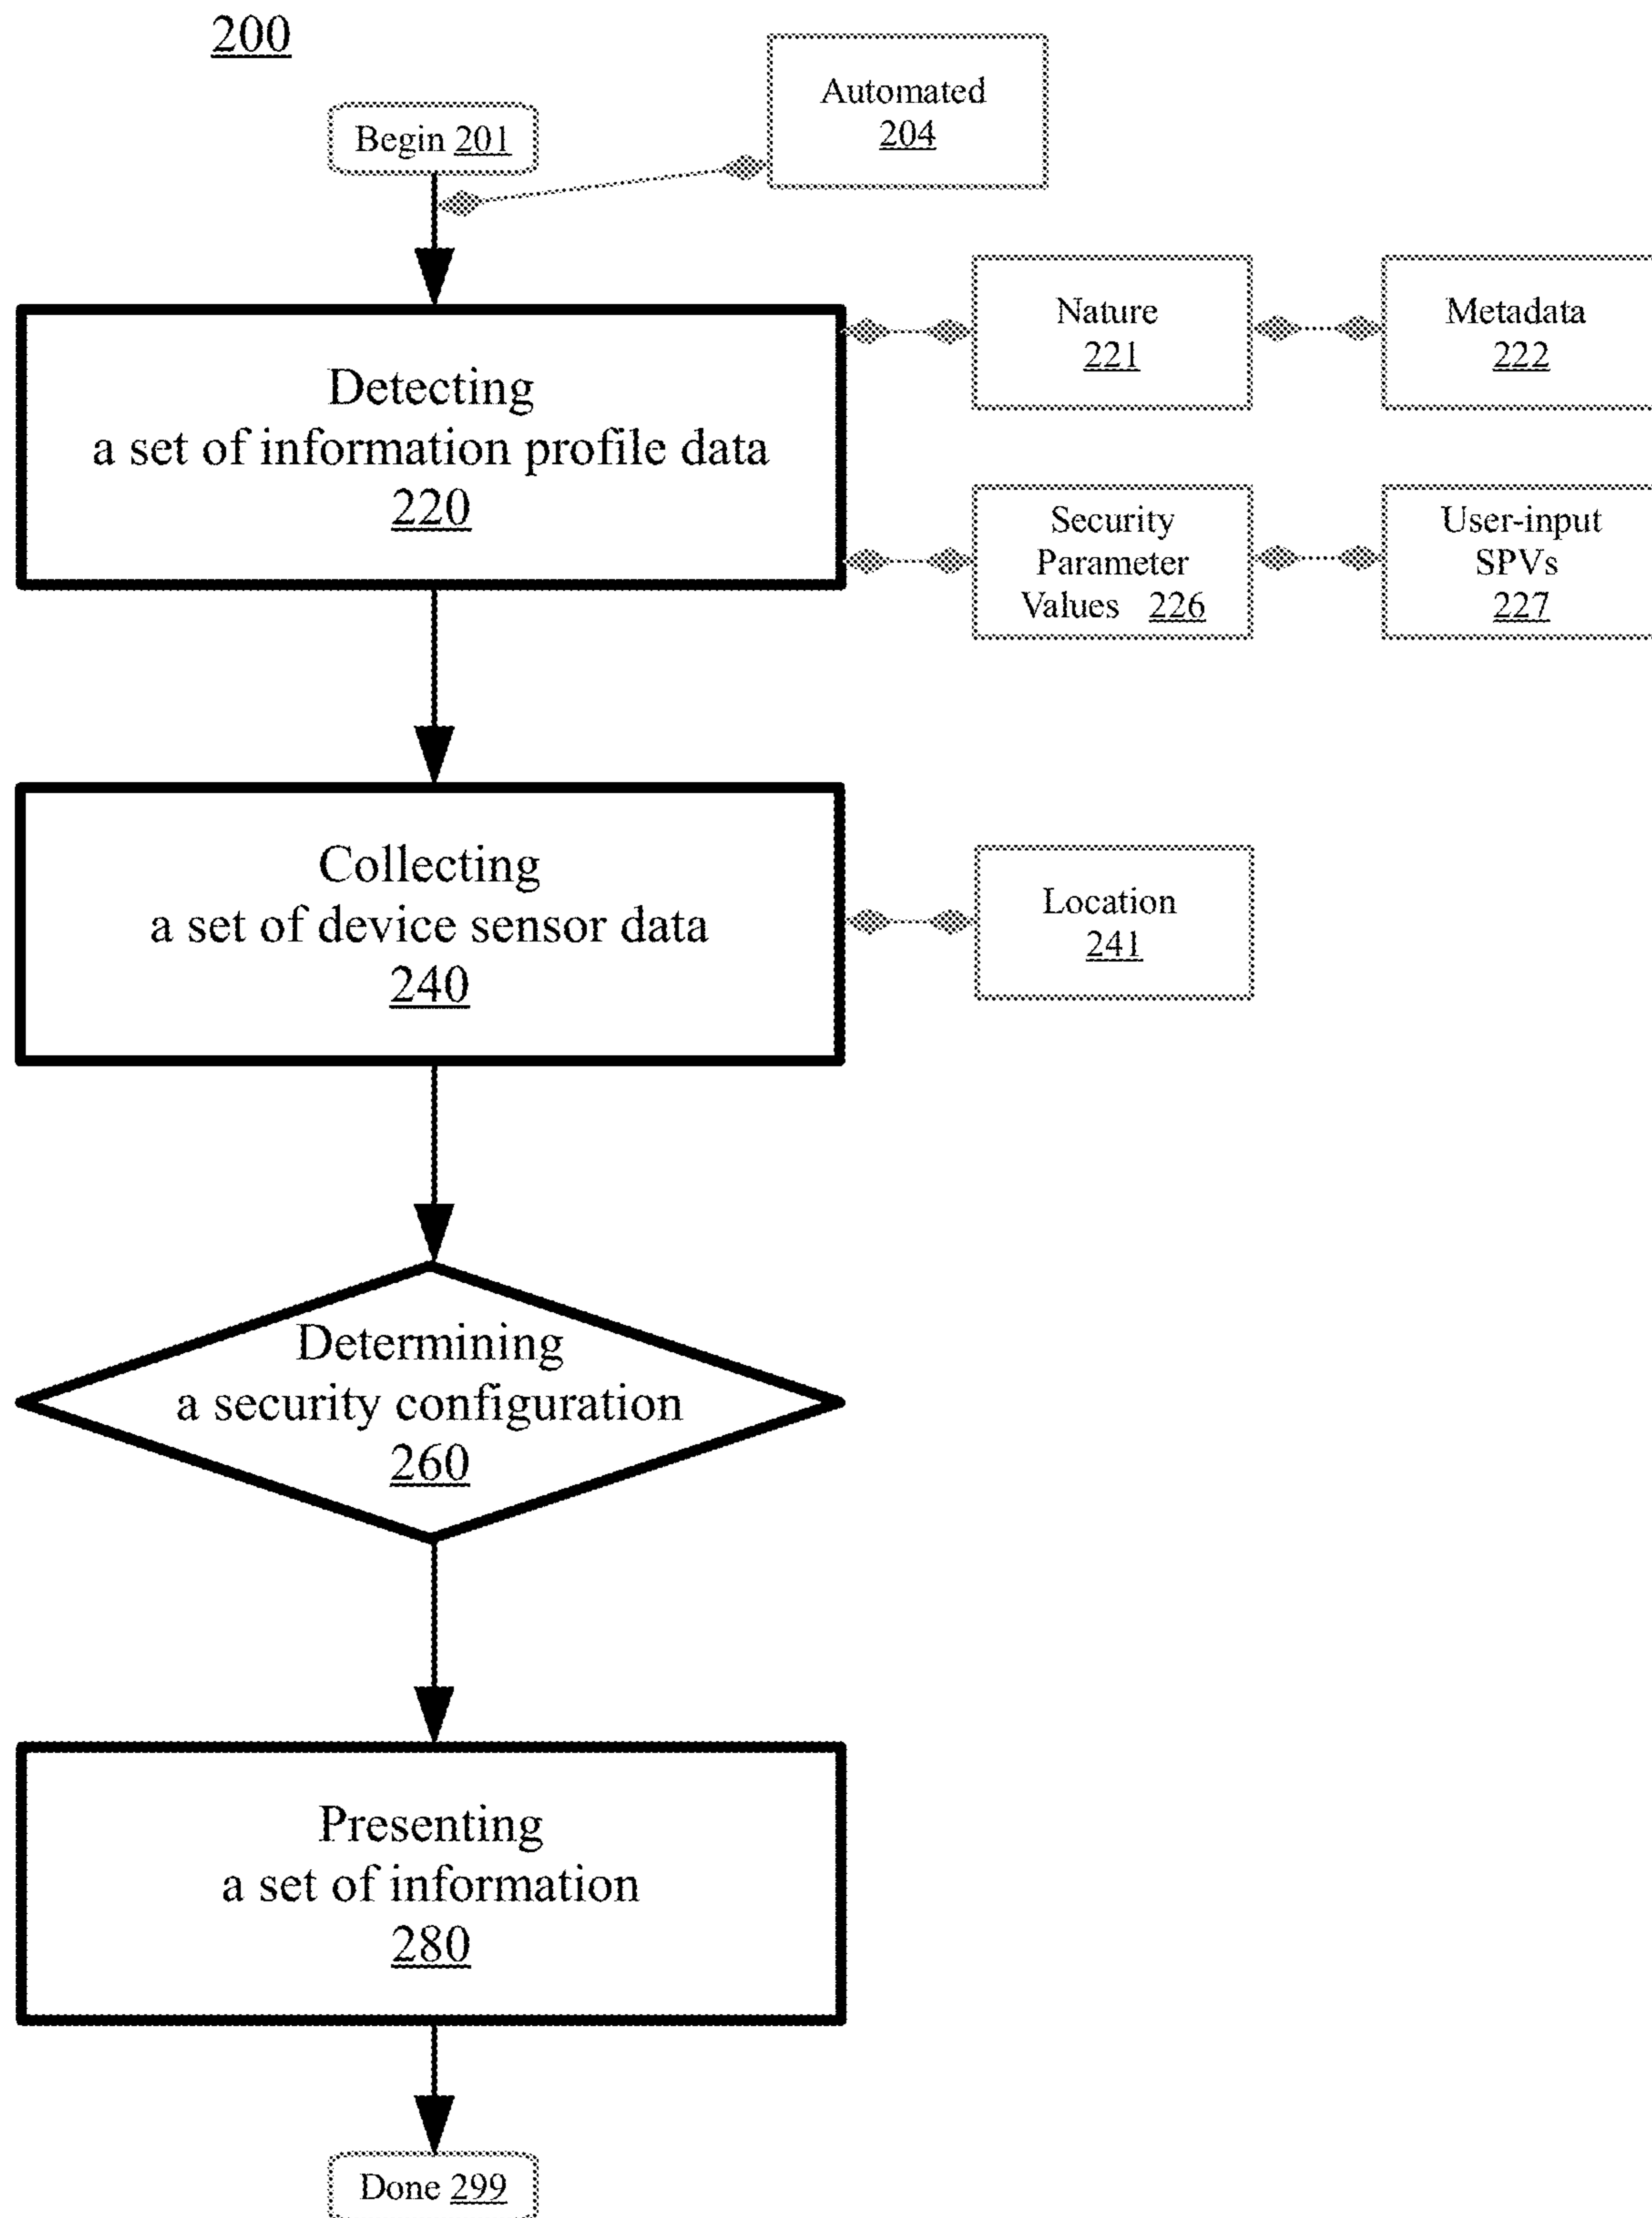 200
Begin 201
Automated
204
Detecting
a set of information profile data
220
Nature
221
Metadata
222
Security
Parameter
Values 226
User-input
SPVs
227
Collecting
a set of device sensor data
240
Location
241
Determining
a security configuration
260
Presenting
a set of information
280
Done 299